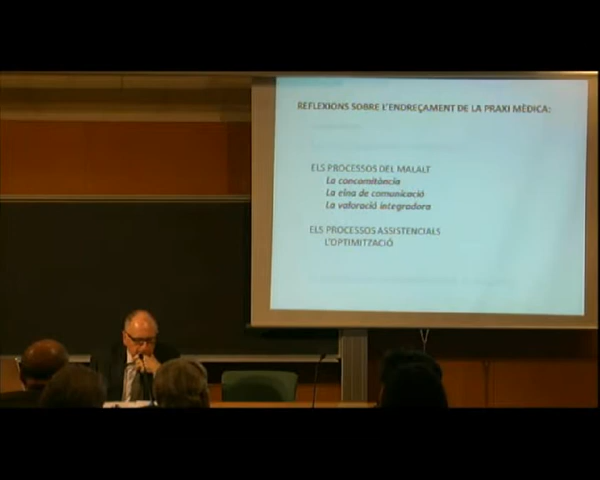 REFLEXIONS SOBRE L'ENDREÇAMENT DE LA PRAXI MÈDICA:
ELS PROCESSOS DEL MALALT
La concomitància
La eina de comunicació
La valoració integradora
ELS PROCESSOS ASSISTENCIALS
L'OPTIMITZACIÓ